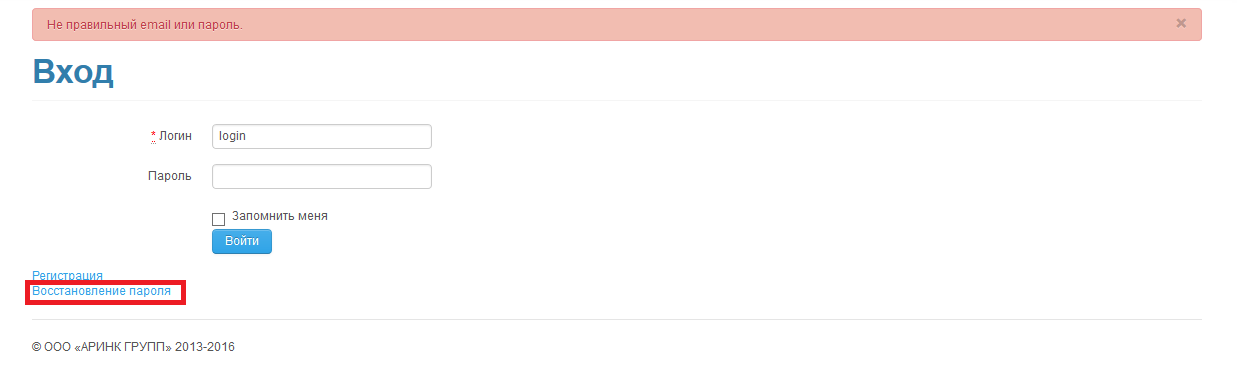 Не правильный email или пароль. ×
Вход
* Логин login
Пароль
Запомнить меня
Войти
Регистрация
Восстановление пароля
© ООО «АРИНК ГРУПП» 2013-2016